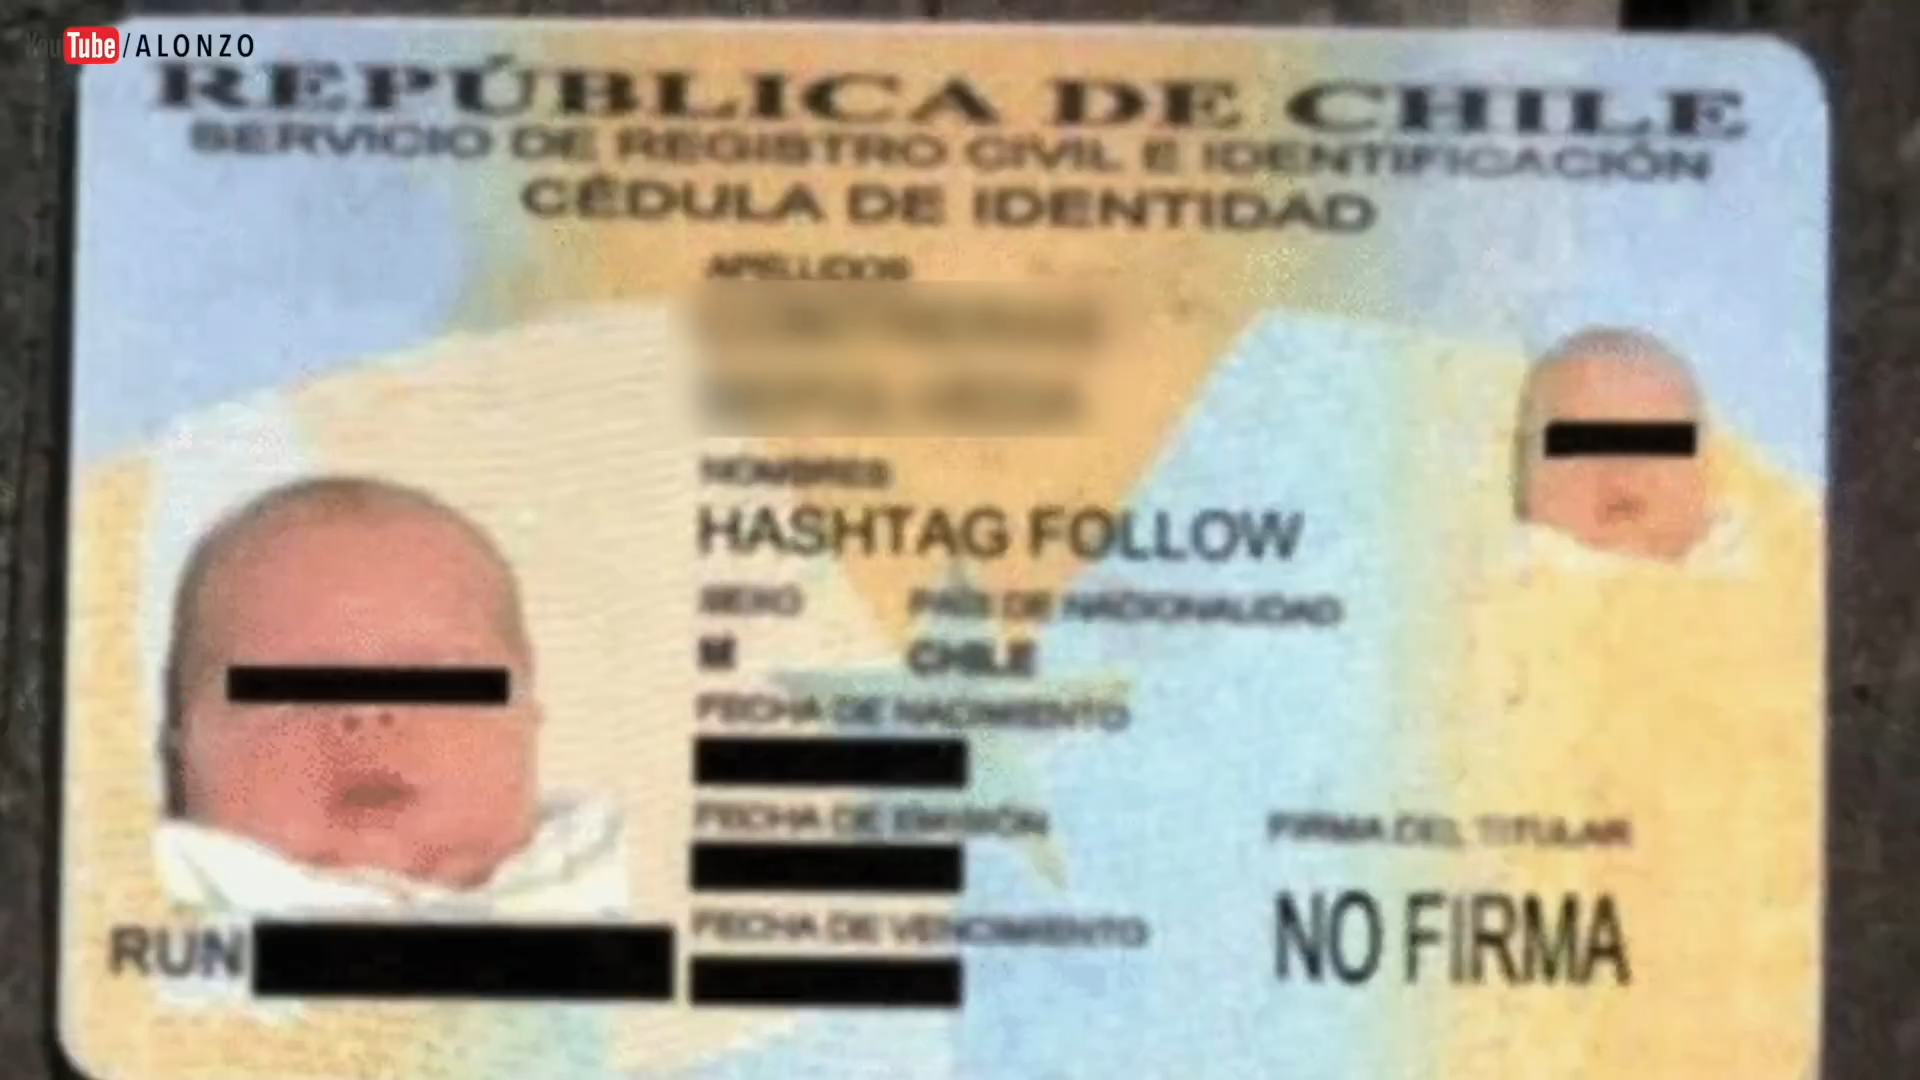 YouTube/ALONZO
REPÚBLICA DE CHILE
SERVICIO DE REGISTRO CIVIL E IDENTIFICACIÓN
CÉDULA DE IDENTIDAD
APELLIDOS
NOMBRES
HASHTAG FOLLOW
SEXO PAÍS DE NACIONALIDAD
M CHILE
FECHA DE NACIMIENTO
FECHA DE EMISIÓN
FIRMA DEL TITULAR
FECHA DE VENCIMIENTO
NO FIRMA
RUN